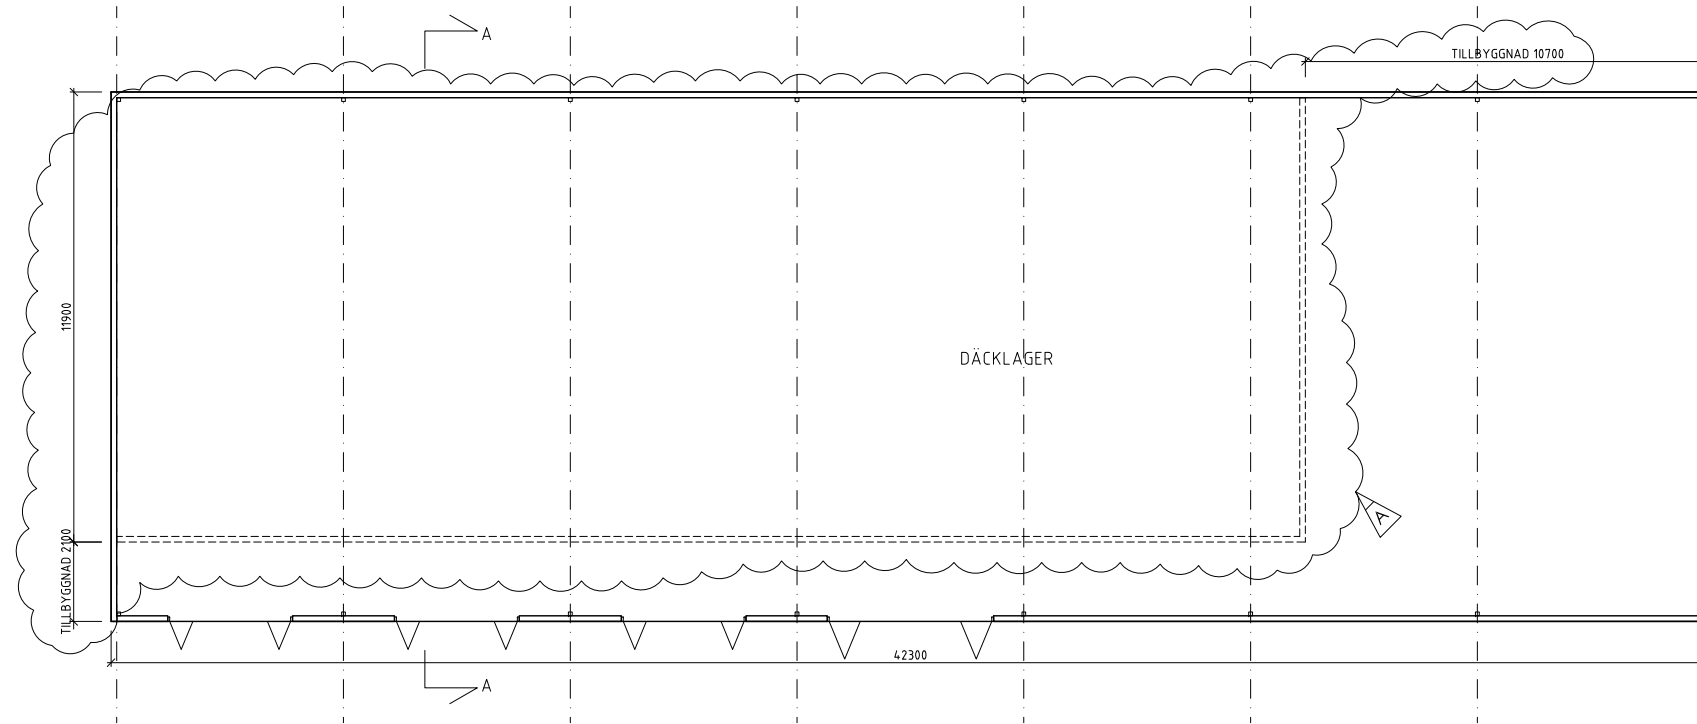 A
TILLBYGGNAD 10700
11900
DÄCKLAGER
A
TILLBYGGNAD 2100
42300
A